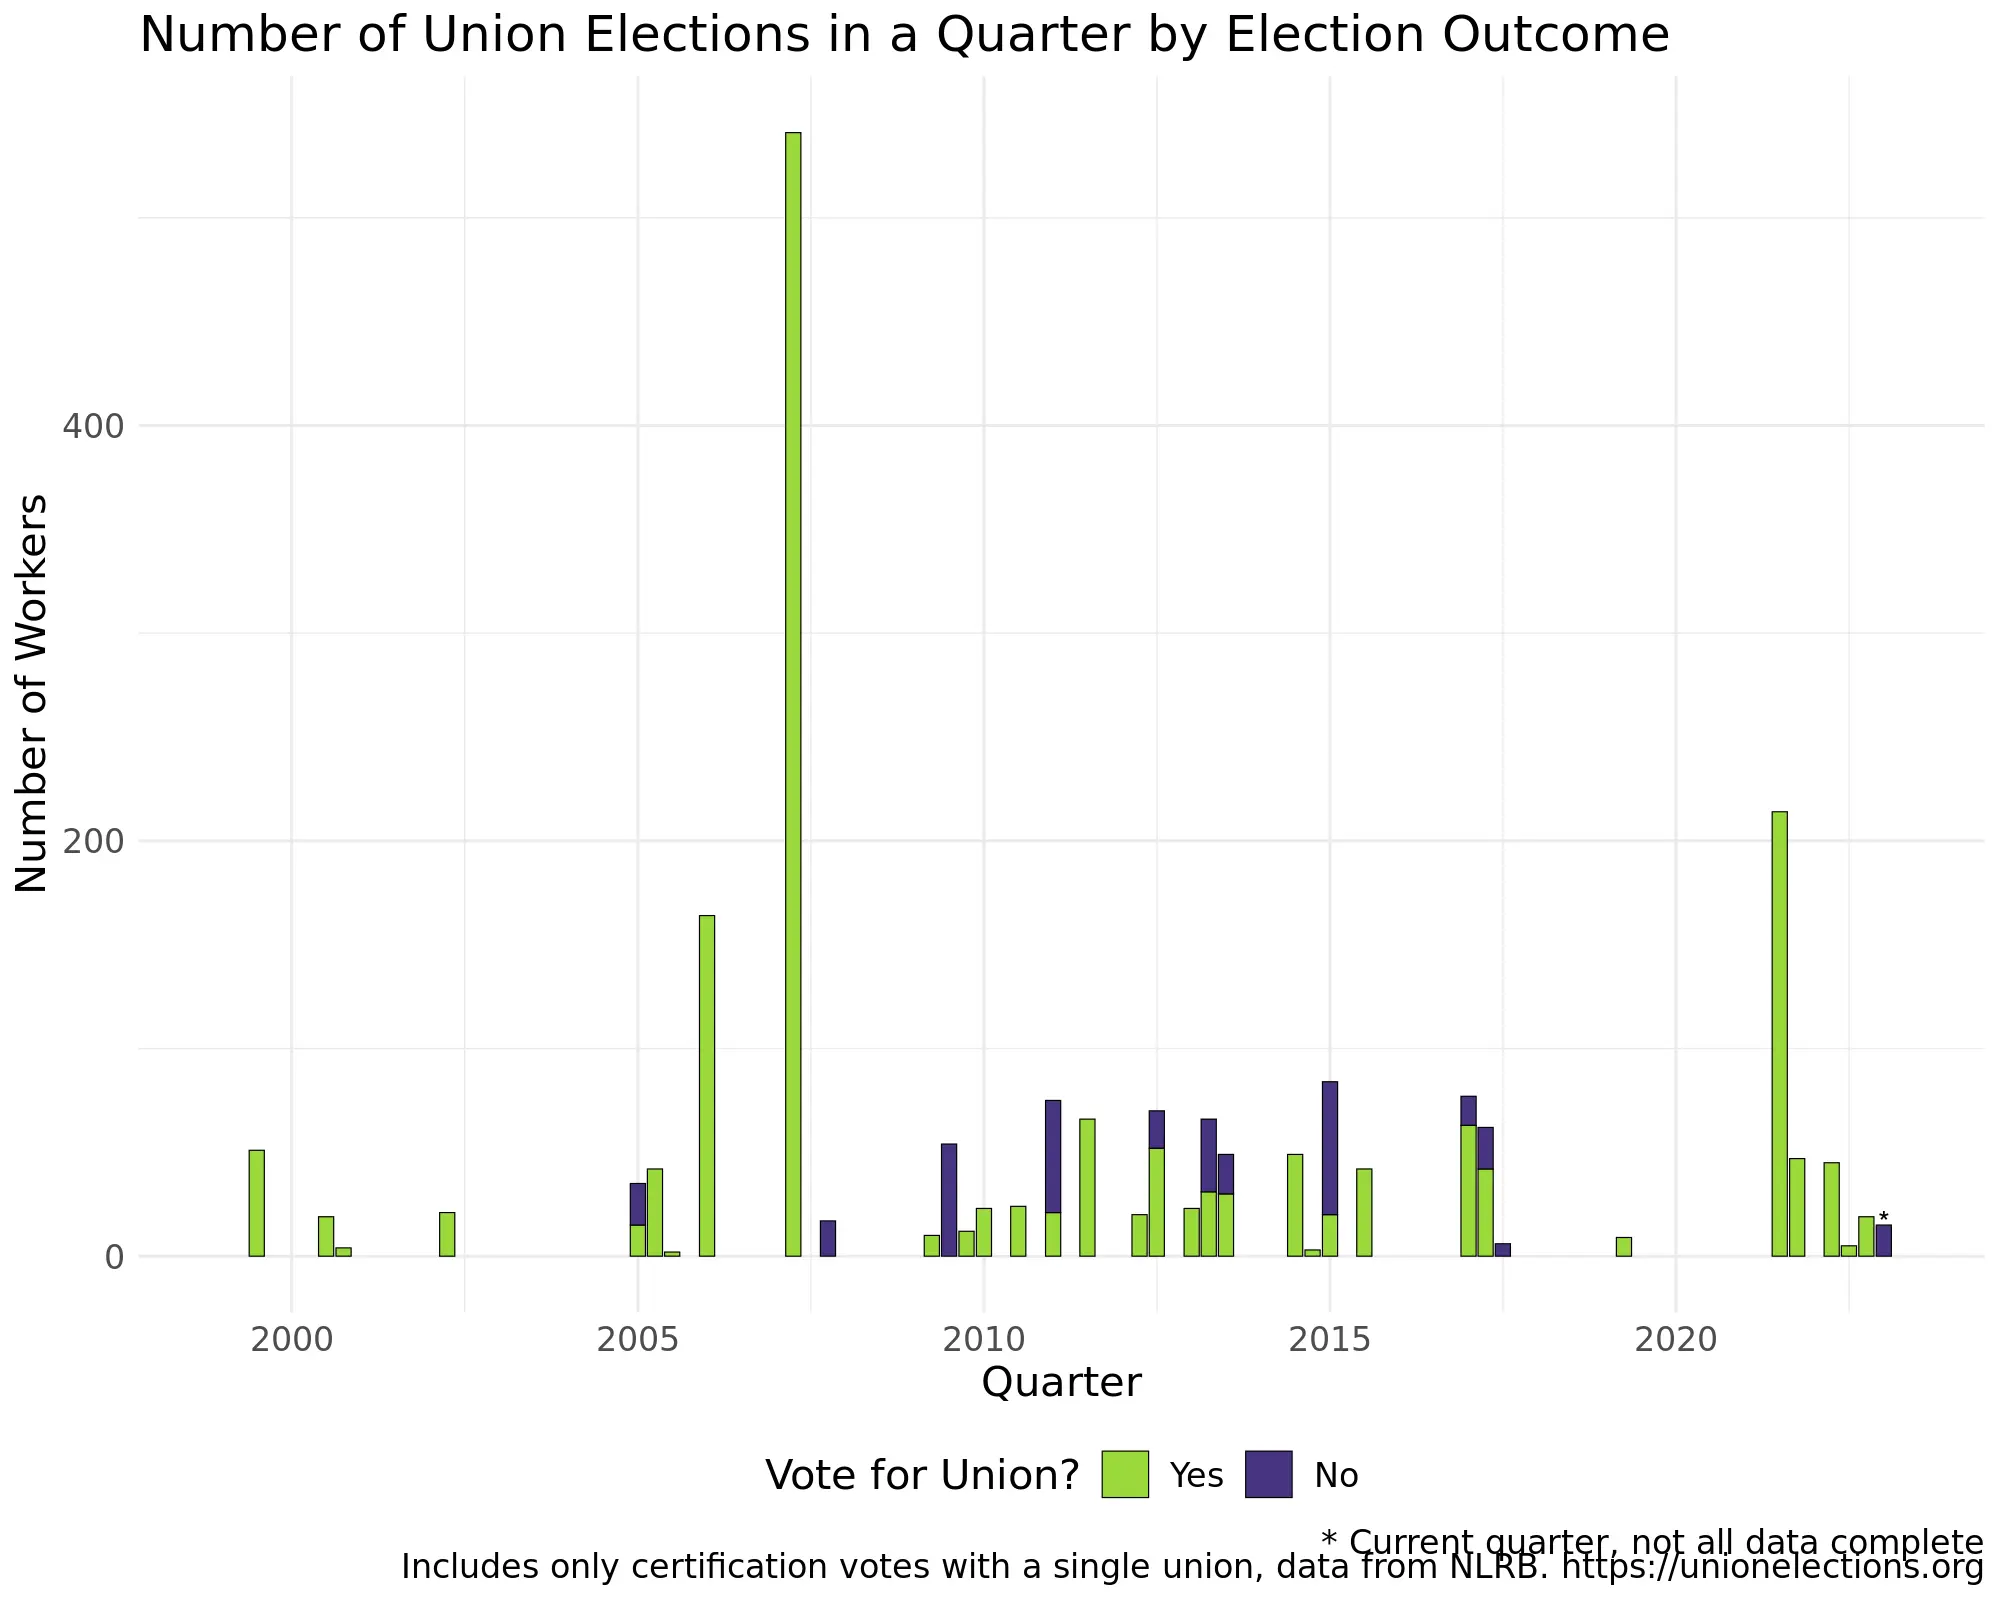 Number of Union Elections in a Quarter by Election Outcome
Number of Workers
400
200
0
2000 2005 2010 2015 2020
*
Quarter
Vote for Union? Yes No
* Current quarter, not all data complete
Includes only certification votes with a single union, data from NLRB. https://unionelections.org